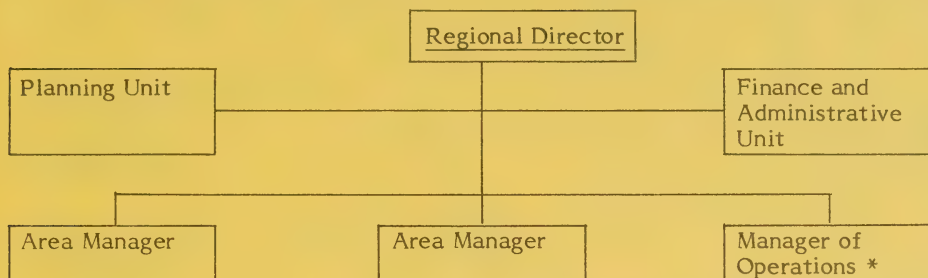 Regional Director
Planning Unit
Finance and
Administrative
Unit
Area Manager
Area Manager
Manager of
Operations *